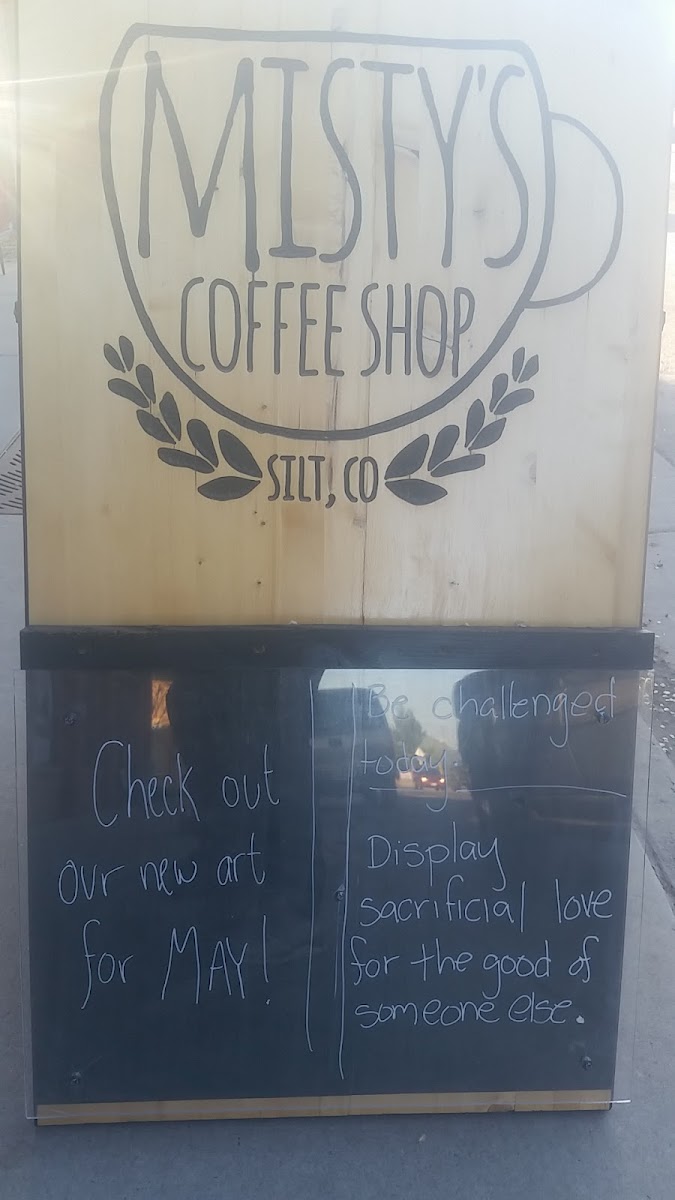 MISTY'S
COFFEE SHOP
SILT, CO
Check out
our new art
for MAY!
Be challenged
today
Display
sacrificial love
for the good of
someone else.